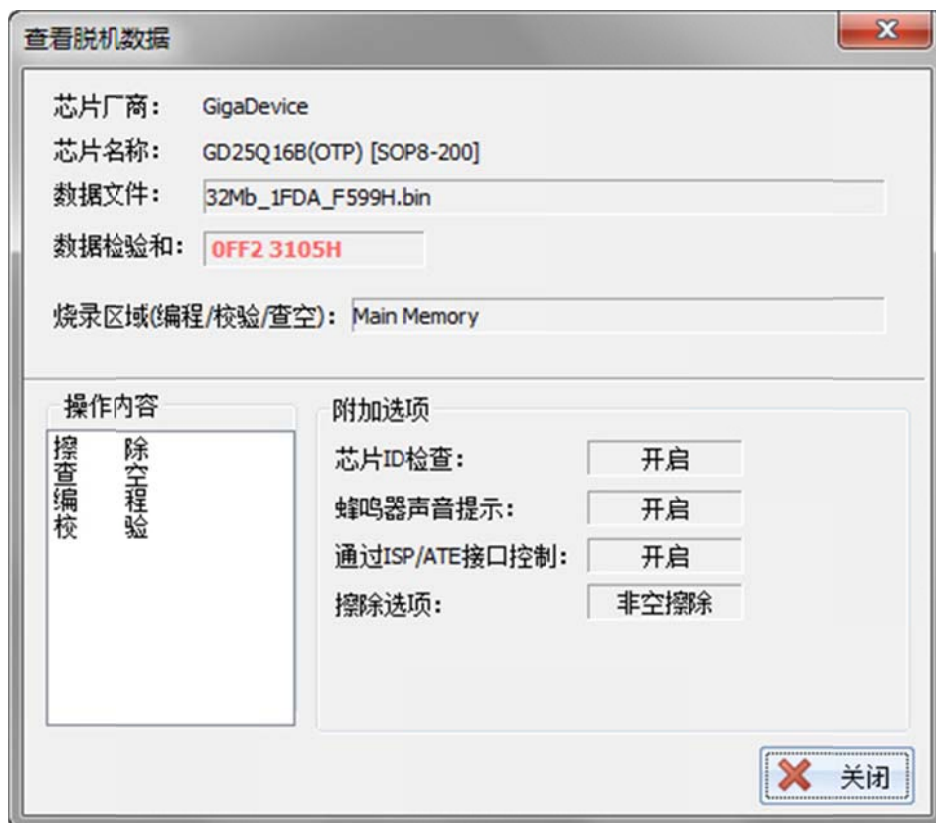 查看脱机数据
芯片厂商： GigaDevice
芯片名称： GD25Q16B(OTP) [SOP8-200]
数据文件： 32Mb_1FDA_F599H.bin
数据检验和： 0FF2 3105H
烧录区域(编程/校验/查空)： Main Memory
操作内容
擦 除
查 空
编 程
校 验
附加选项
芯片ID检查： 开启
蜂鸣器声音提示： 开启
通过ISP/ATE接口控制： 开启
擦除选项： 非空擦除
关闭